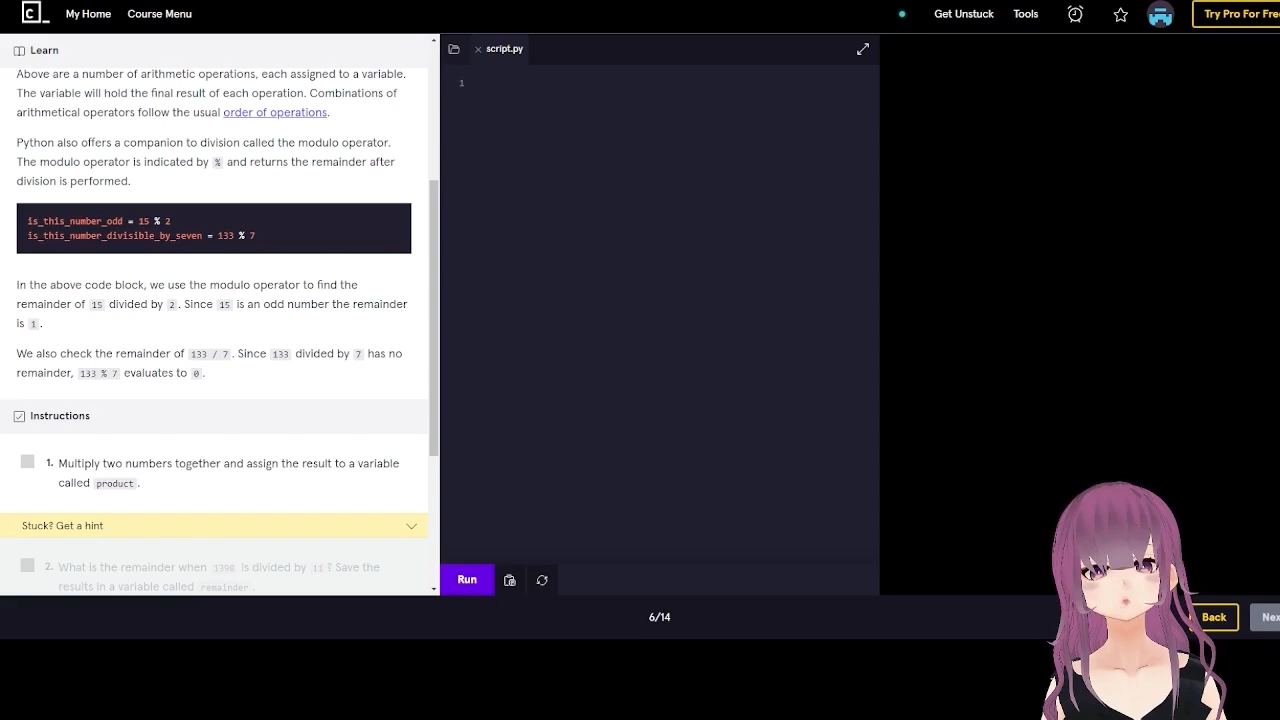 C_
My Home
Course Menu
Get Unstuck
Tools
Try Pro For Free
Learn
script.py
1
Above are a number of arithmetic operations, each assigned to a variable.
The variable will hold the final result of each operation. Combinations of
arithmetical operators follow the usual order of operations.
Python also offers a companion to division called the modulo operator.
The modulo operator is indicated by % and returns the remainder after
division is performed.
is_this_number_odd = 15 % 2
is_this_number_divisible_by_seven = 133 % 7
In the above code block, we use the modulo operator to find the
remainder of 15 divided by 2. Since 15 is an odd number the remainder
is 1.
We also check the remainder of 133 / 7. Since 133 divided by 7 has no
remainder, 133 % 7 evaluates to 0.
Instructions
1. Multiply two numbers together and assign the result to a variable
called product.
Stuck? Get a hint
2. What is the remainder when 1398 is divided by 11? Save the
results in a variable called remainder.
Run
6/14
Back
Nex